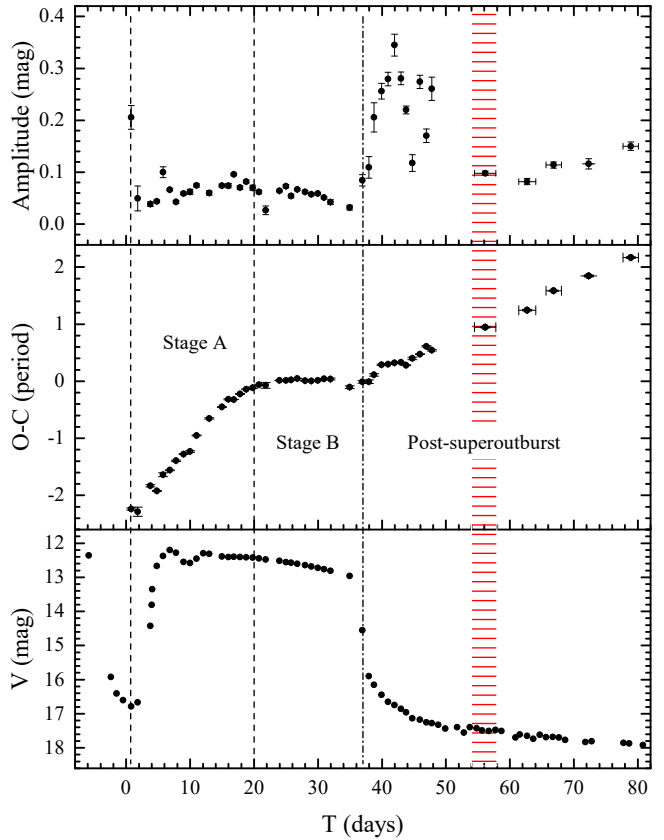 0.4
0.3
0.2
0.1
0.0
Amplitude (mag)
2
1
0
-1
-2
O-C (period)
Stage A
Stage B
Post-superoutburst
12
13
14
15
16
17
18
V (mag)
0 10 20 30 40 50 60 70 80
T (days)